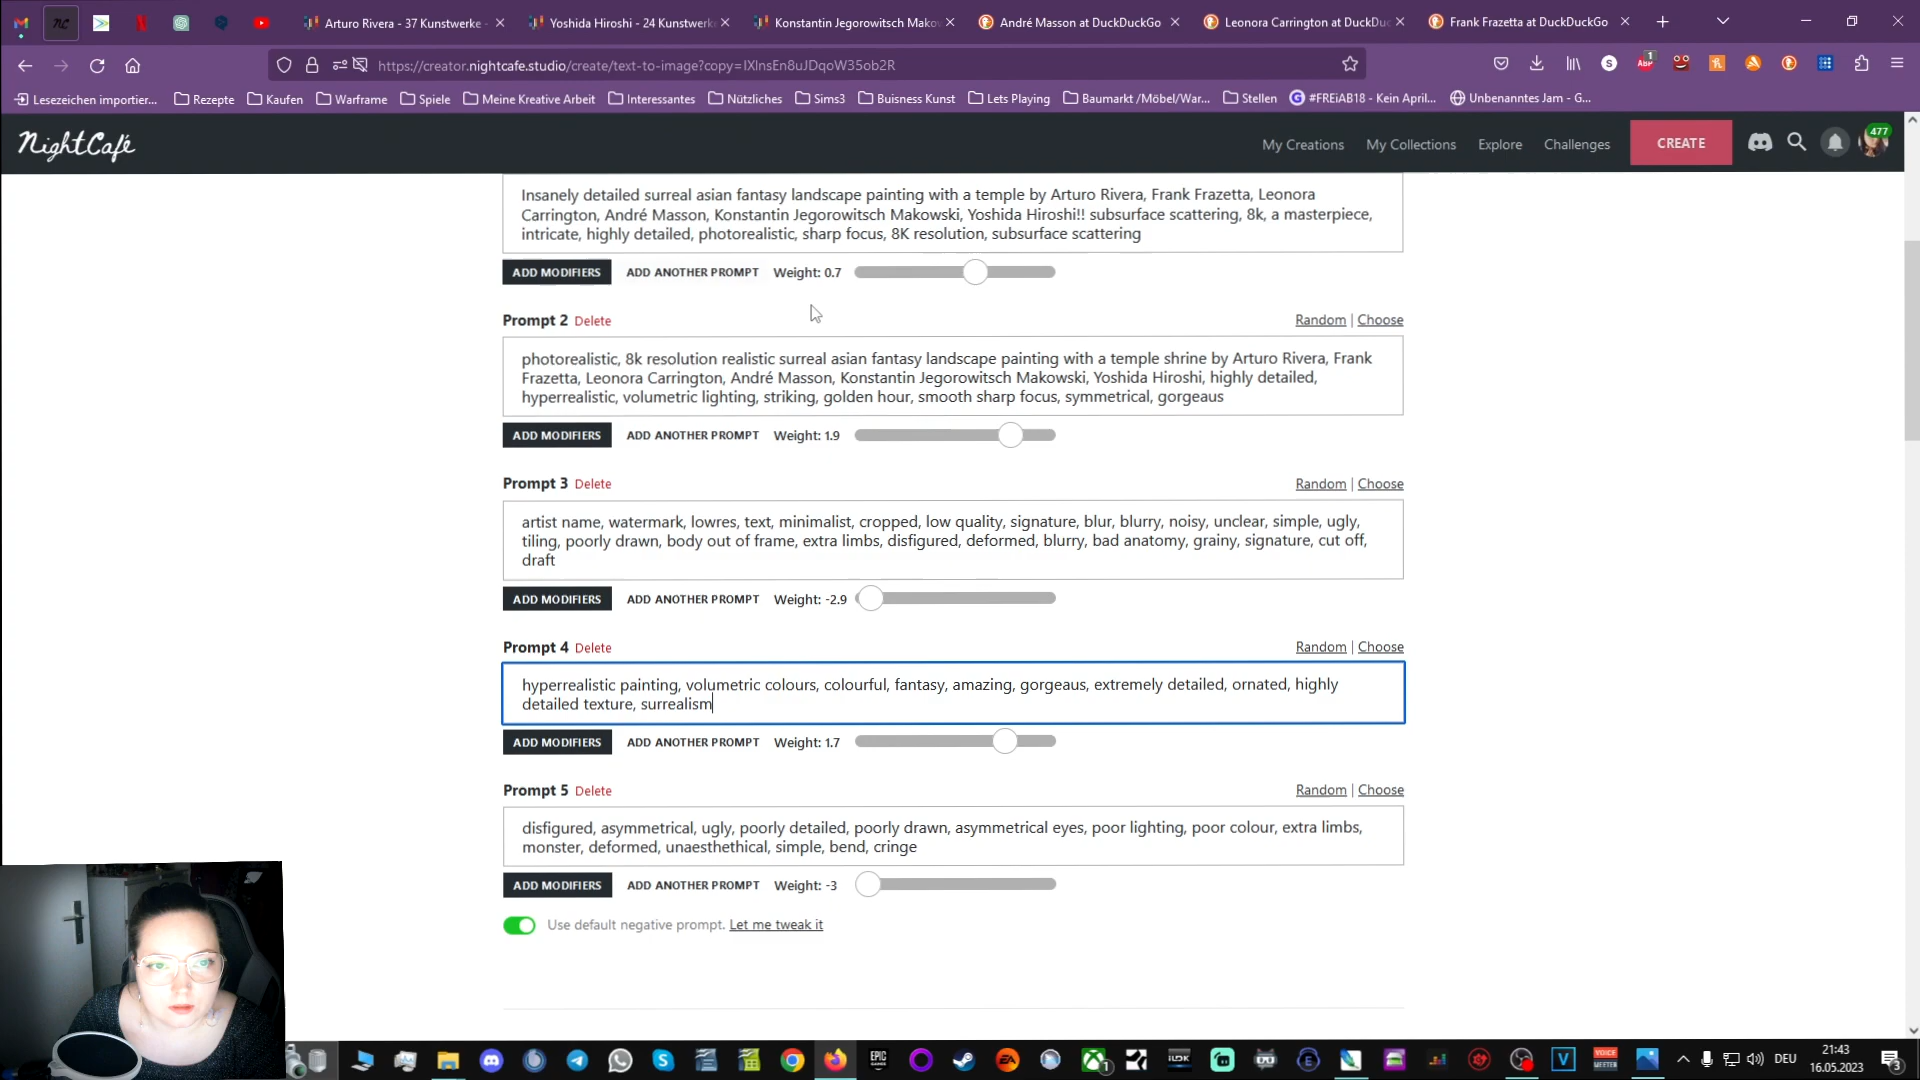 Arturo Rivera - 37 Kunstwerke -
Yoshida Hiroshi - 24 Kunstwerke
Konstantin Jegorowitsch Makow
André Masson at DuckDuckGo
Leonora Carrington at DuckDuc
Frank Frazetta at DuckDuckGo
https://creator.nightcafe.studio/create/text-to-image?copy=IXlnsEn8uJDqoW35ob2R
Lesezeichen importier...
Rezepte
Kaufen
Warframe
Spiele
Meine Kreative Arbeit
Interessantes
Nützliches
Sims3
Buisness Kunst
Lets Playing
Baumarkt /Möbel/War...
Stellen
#FREiAB18 - Kein April...
Unbenanntes Jam - G...
NightCafé
My Creations
My Collections
Explore
Challenges
CREATE
477
Insanely detailed surreal asian fantasy landscape painting with a temple by Arturo Rivera, Frank Frazetta, Leonora
Carrington, André Masson, Konstantin Jegorowitsch Makowski, Yoshida Hiroshi!! subsurface scattering, 8k, a masterpiece,
intricate, highly detailed, photorealistic, sharp focus, 8K resolution, subsurface scattering
ADD MODIFIERS
ADD ANOTHER PROMPT
Weight: 0.7
Prompt 2 Delete
Random | Choose
photorealistic, 8k resolution realistic surreal asian fantasy landscape painting with a temple shrine by Arturo Rivera, Frank
Frazetta, Leonora Carrington, André Masson, Konstantin Jegorowitsch Makowski, Yoshida Hiroshi, highly detailed,
hyperrealistic, volumetric lighting, striking, golden hour, smooth sharp focus, symmetrical, gorgeaus
ADD MODIFIERS
ADD ANOTHER PROMPT
Weight: 1.9
Prompt 3 Delete
Random | Choose
artist name, watermark, lowres, text, minimalist, cropped, low quality, signature, blur, blurry, noisy, unclear, simple, ugly,
tiling, poorly drawn, body out of frame, extra limbs, disfigured, deformed, blurry, bad anatomy, grainy, signature, cut off,
draft
ADD MODIFIERS
ADD ANOTHER PROMPT
Weight: -2.9
Prompt 4 Delete
Random | Choose
hyperrealistic painting, volumetric colours, colourful, fantasy, amazing, gorgeaus, extremely detailed, ornated, highly
detailed texture, surrealism
ADD MODIFIERS
ADD ANOTHER PROMPT
Weight: 1.7
Prompt 5 Delete
Random | Choose
disfigured, asymmetrical, ugly, poorly detailed, poorly drawn, asymmetrical eyes, poor lighting, poor colour, extra limbs,
monster, deformed, unaesthethical, simple, bend, cringe
ADD MODIFIERS
ADD ANOTHER PROMPT
Weight: -3
Use default negative prompt. Let me tweak it
DEU
21:43
16.05.2023